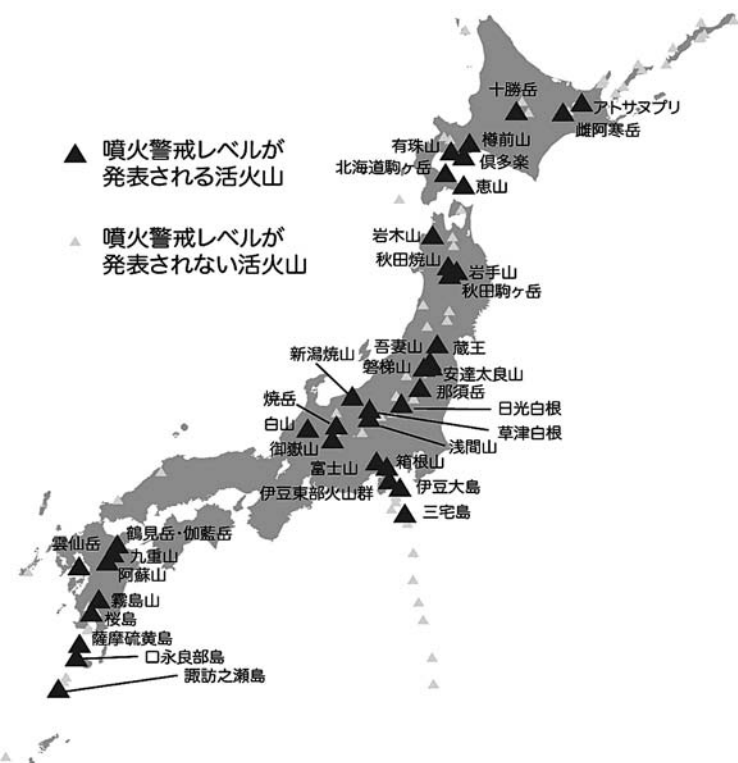 噴火警戒レベルが
発表される活火山
噴火警戒レベルが
発表されない活火山
十勝岳
アトサヌプリ
雌阿寒岳
有珠山
樽前山
倶多楽
北海道駒ヶ岳
恵山
岩木山
秋田焼山
岩手山
秋田駒ヶ岳
新潟焼山
吾妻山
蔵王
磐梯山
安達太良山
那須岳
焼岳
日光白根
白山
草津白根
御嶽山
浅間山
富士山
箱根山
伊豆東部火山群
伊豆大島
三宅島
鶴見岳・伽藍岳
雲仙岳
九重山
阿蘇山
霧島山
桜島
薩摩硫黄島
口永良部島
諏訪之瀬島